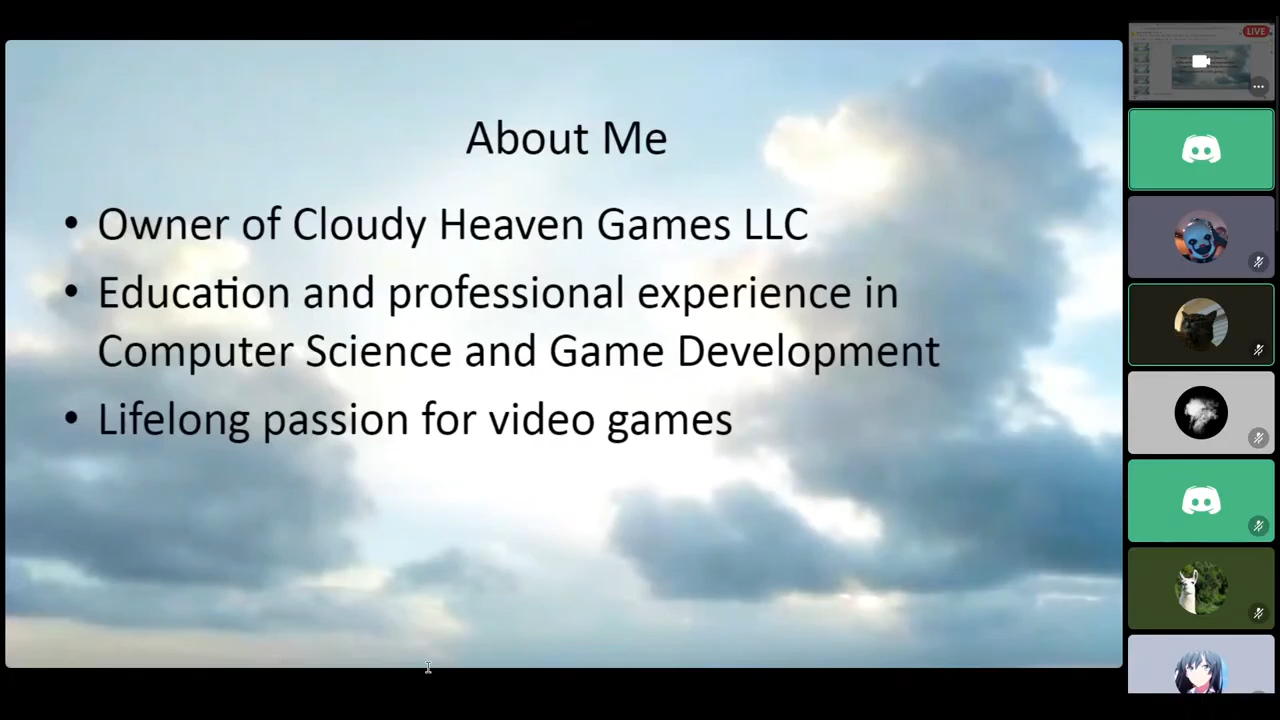 LIVE
About Me
• Owner of Cloudy Heaven Games LLC
• Education and professional experience in
Computer Science and Game Development
• Lifelong passion for video games